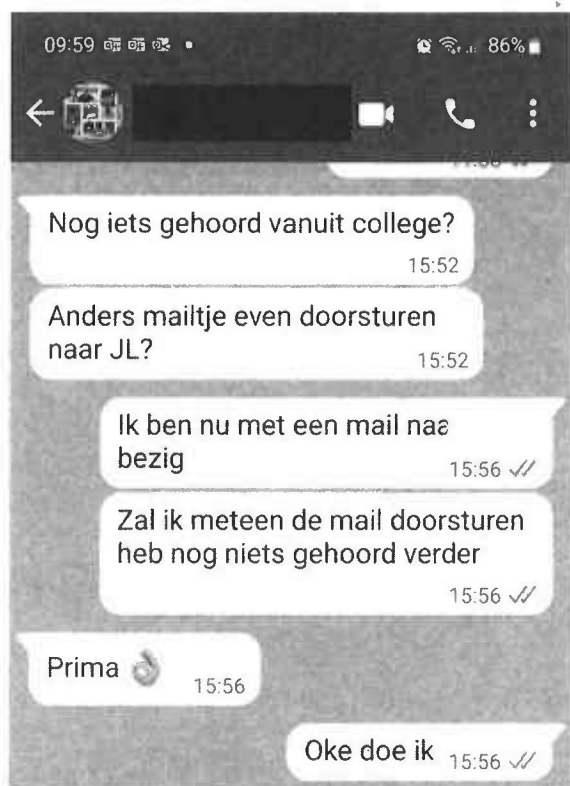 09:59 86%
Nog iets gehoord vanuit college?
15:52
Anders mailtje even doorsturen
naar JL?
15:52
Ik ben nu met een mail
bezig
15:56
Zal ik meteen de mail doorsturen
heb nog niets gehoord verder
15:56
Prima 👌
15:56
Oke doe ik 15:56